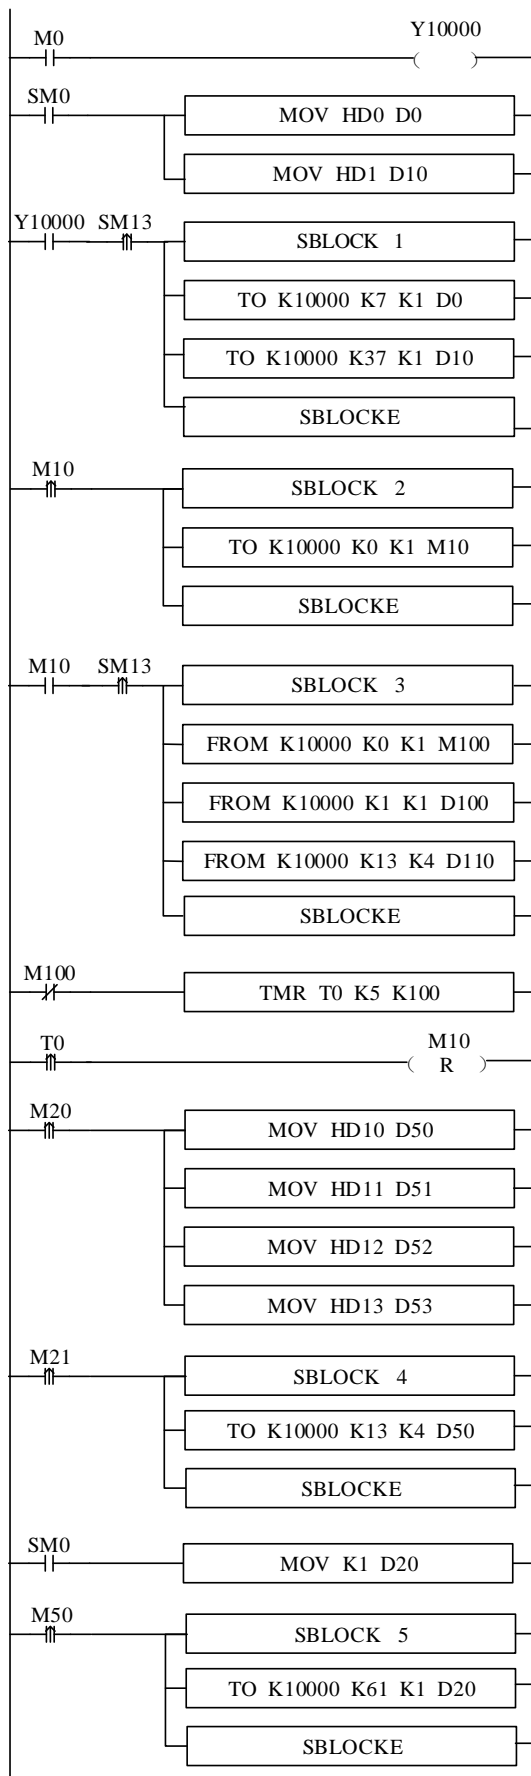 M0
Y10000
SM0
MOV HD0 D0
MOV HD1 D10
Y10000 SM13
SBLOCK 1
TO K10000 K7 K1 D0
TO K10000 K37 K1 D10
SBLOCKE
M10
SBLOCK 2
TO K10000 K0 K1 M10
SBLOCKE
M10 SM13
SBLOCK 3
FROM K10000 K0 K1 M100
FROM K10000 K1 K1 D100
FROM K10000 K13 K4 D110
SBLOCKE
M100
TMR T0 K5 K100
T0
M10
R
M20
MOV HD10 D50
MOV HD11 D51
MOV HD12 D52
MOV HD13 D53
M21
SBLOCK 4
TO K10000 K13 K4 D50
SBLOCKE
SM0
MOV K1 D20
M50
SBLOCK 5
TO K10000 K61 K1 D20
SBLOCKE